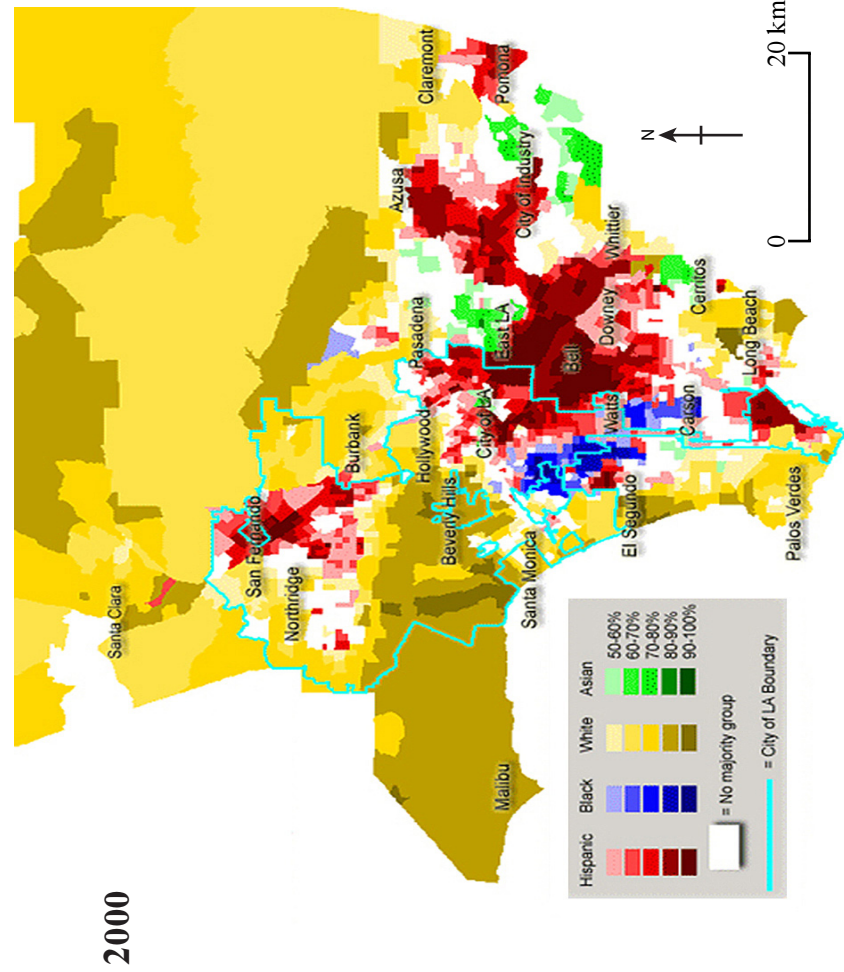 2000
Santa Clara
San Fernando
Northridge
Burbank
Hollywood
Pasadena
Azusa
Claremont
Pomona
Malibu
Beverly Hills
Santa Monica
City of LA
East LA
City of Industry
Bell
Watts
Downey
Whittier
El Segundo
Carson
Cerritos
Palos Verdes
Long Beach
Hispanic Black White Asian
50-60%
60-70%
70-80%
80-90%
90-100%
= No majority group
= City of LA Boundary
N
0 20 km